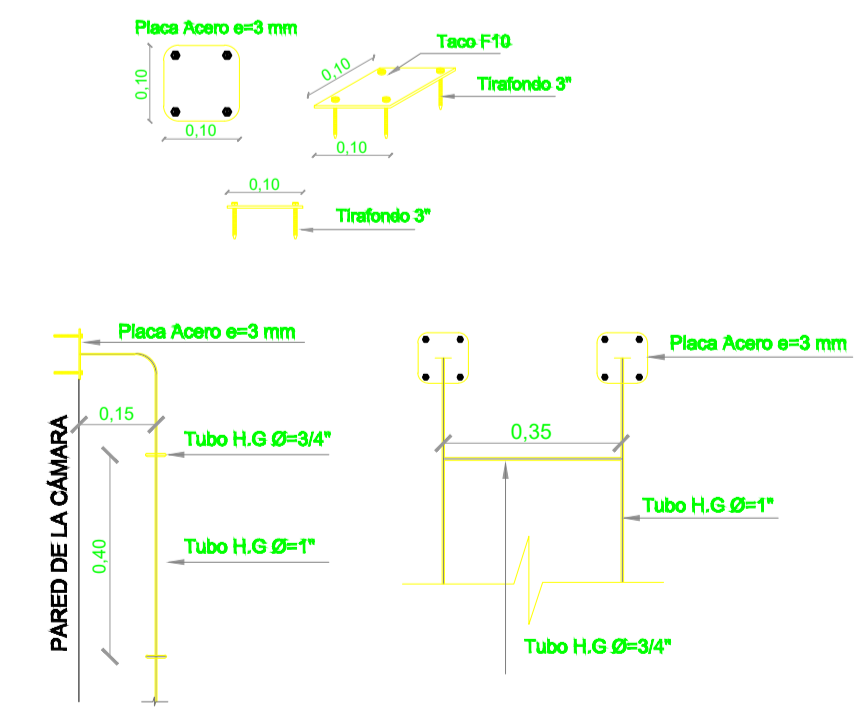 Placa Acero e=3 mm
Taco F10
0,10
0,10
Tirafondo 3"
0,10
0,10
0,10
Tirafondo 3"
Placa Acero e=3 mm
Placa Acero e=3 mm
0,15
0,35
Tubo H.G Ø=3/4"
PARED DE LA CÁMARA
Tubo H.G Ø=1"
0,40
Tubo H.G Ø=1"
Tubo H.G Ø=3/4"